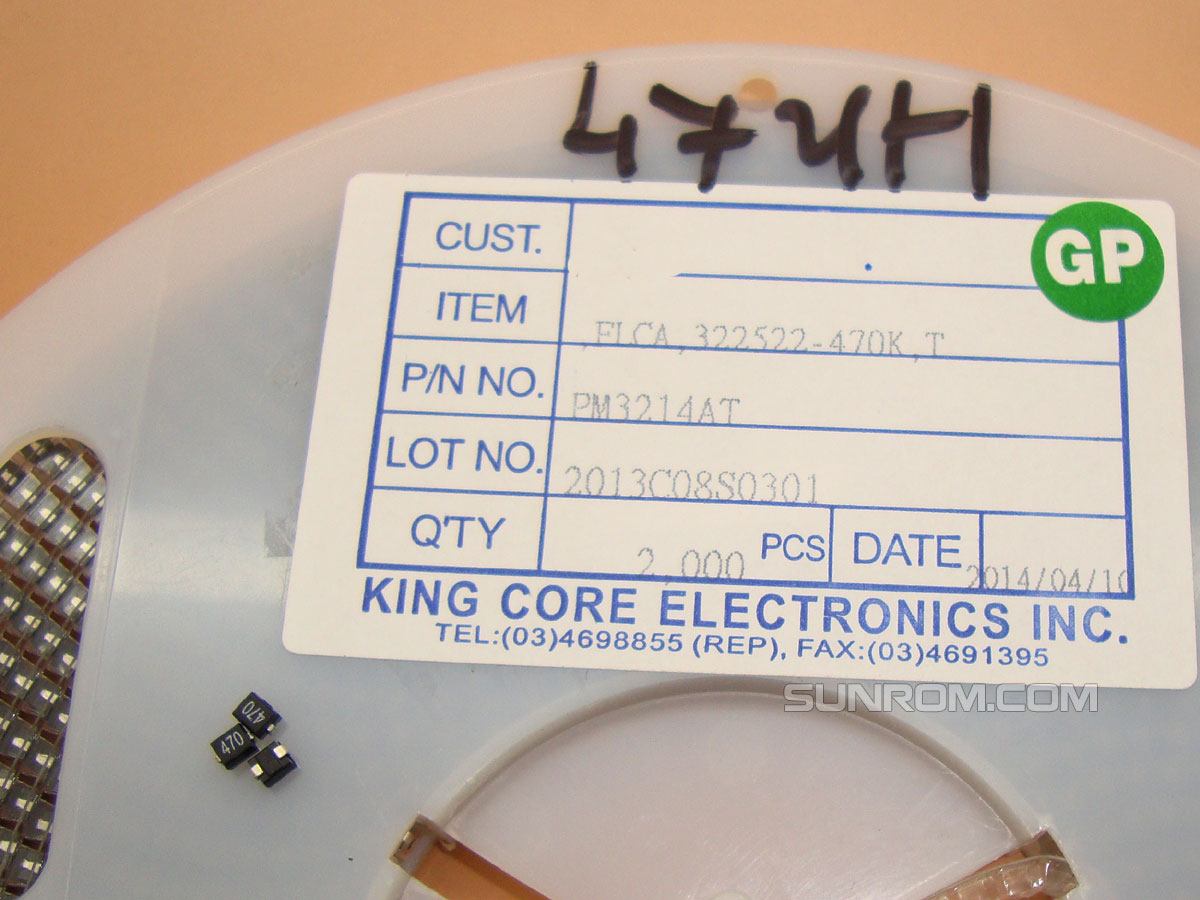 47uH
GP
CUST.
ITEM ,FLCA,322522-470K,T
P/N NO. PM3214AT
LOT NO. 2013C08S0301
Q'TY 2,000 PCS DATE 2014/04/10
KING CORE ELECTRONICS INC.
TEL:(03)4698855 (REP), FAX:(03)4691395
SUNROM.COM
470
470